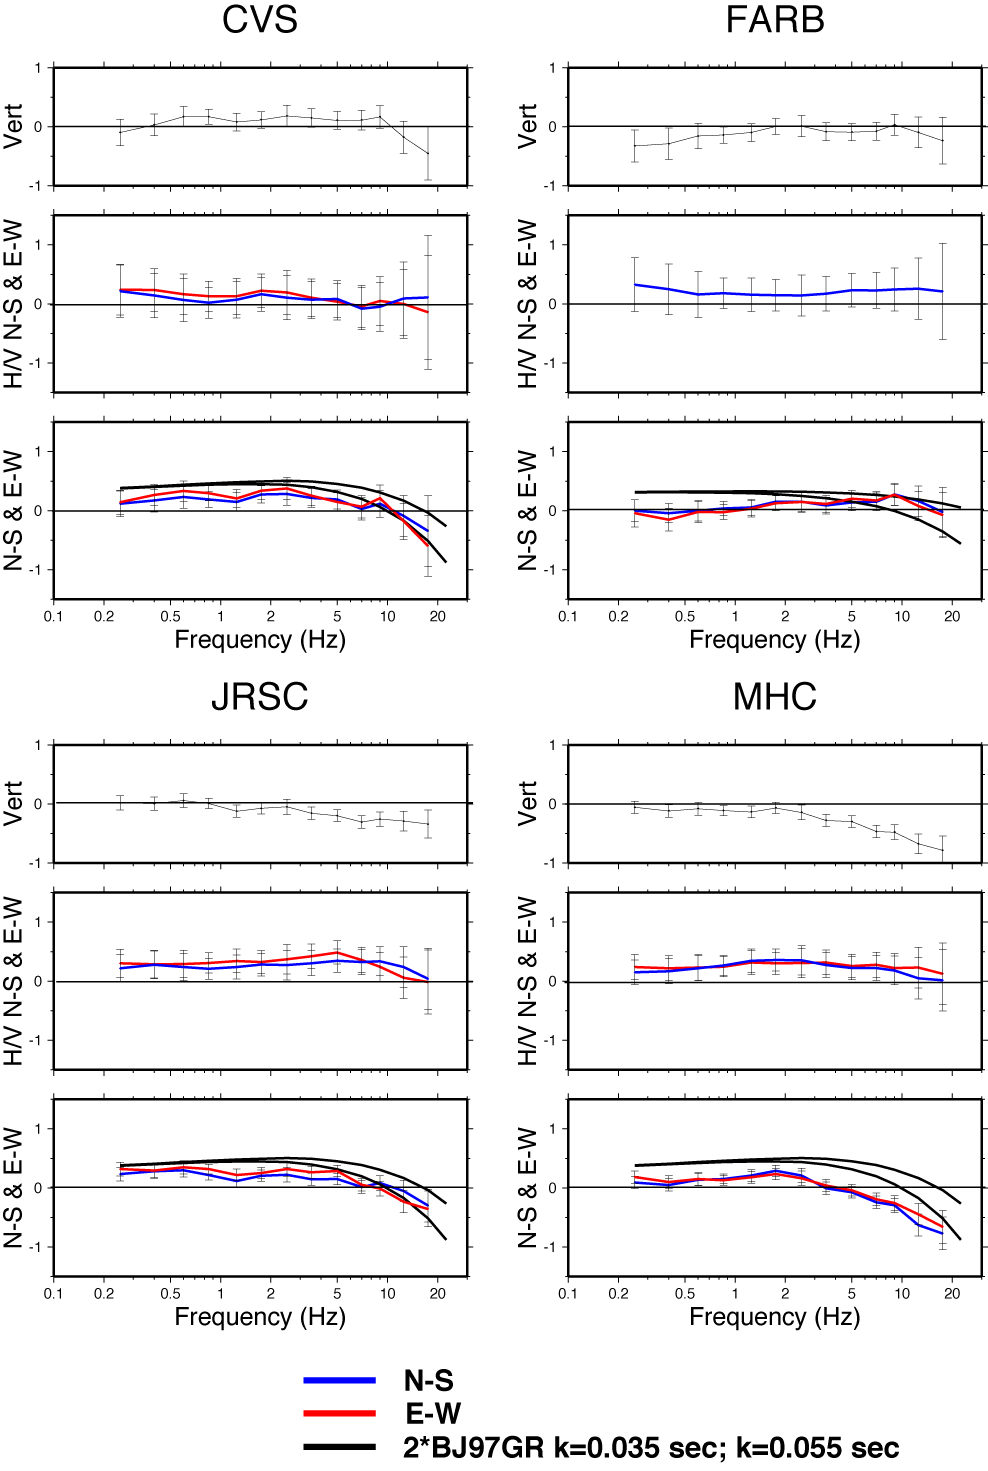 CVS
FARB
1
0
-1
Vert
1
0
-1
Vert
1
0
-1
H/V N-S & E-W
1
0
-1
H/V N-S & E-W
1
0
-1
N-S & E-W
0.1 0.2 0.5 1 2 5 10 20
Frequency (Hz)
1
0
-1
N-S & E-W
0.1 0.2 0.5 1 2 5 10 20
Frequency (Hz)
JRSC
MHC
1
0
-1
Vert
1
0
-1
Vert
1
0
-1
H/V N-S & E-W
1
0
-1
H/V N-S & E-W
1
0
-1
N-S & E-W
0.1 0.2 0.5 1 2 5 10 20
Frequency (Hz)
1
0
-1
N-S & E-W
0.1 0.2 0.5 1 2 5 10 20
Frequency (Hz)
N-S
E-W
2*BJ97GR k=0.035 sec; k=0.055 sec